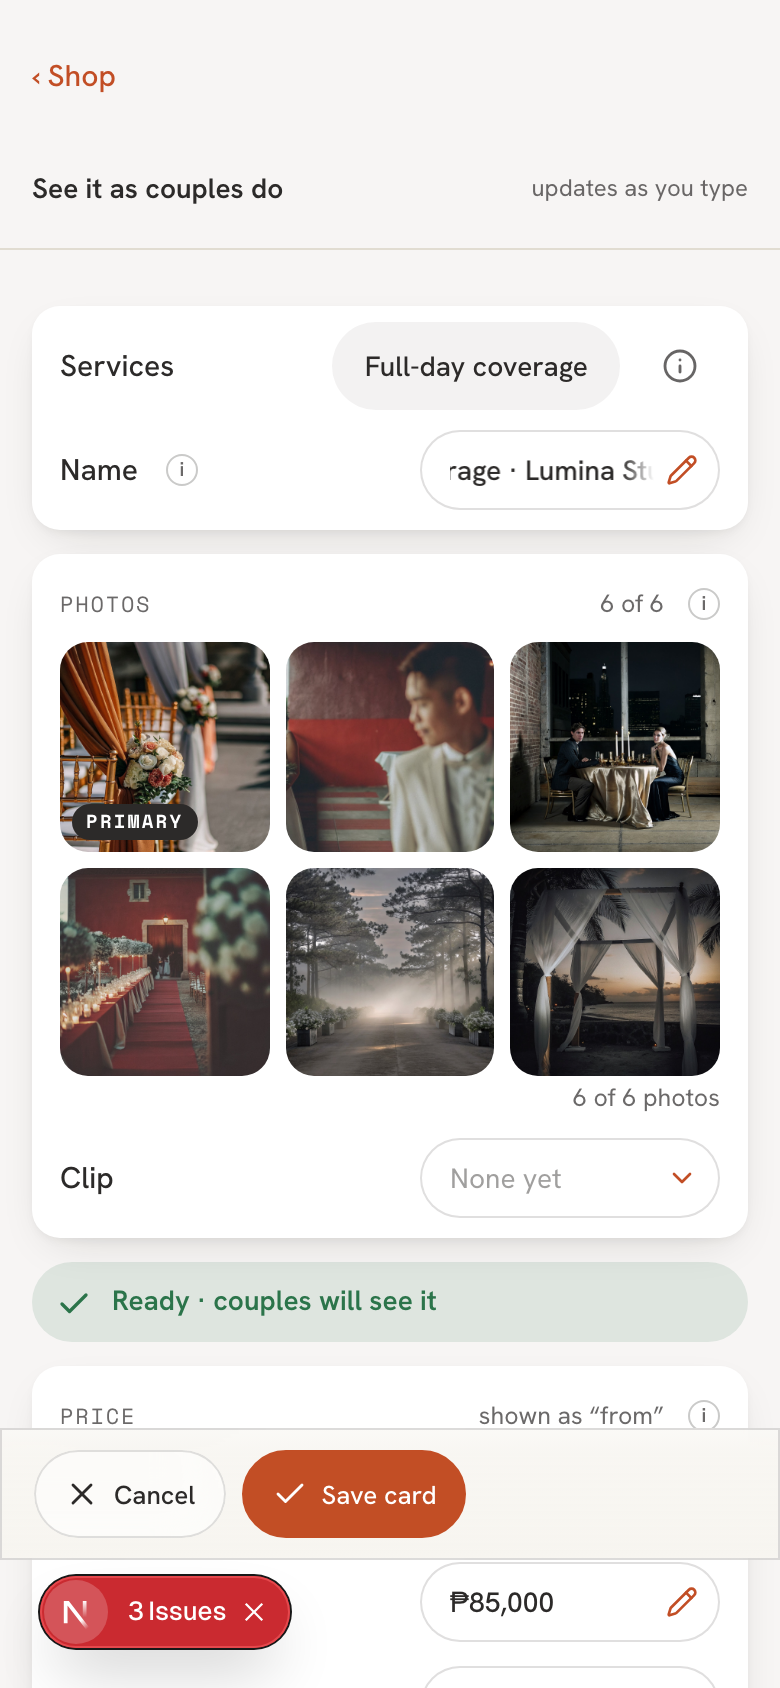 ‹ Shop
See it as couples do
updates as you type
Services
Full-day coverage
Name
rage · Lumina Stu
PHOTOS
6 of 6
PRIMARY
6 of 6 photos
Clip
None yet
Ready · couples will see it
PRICE
shown as “from”
Cancel
Save card
₱85,000
N
3 Issues